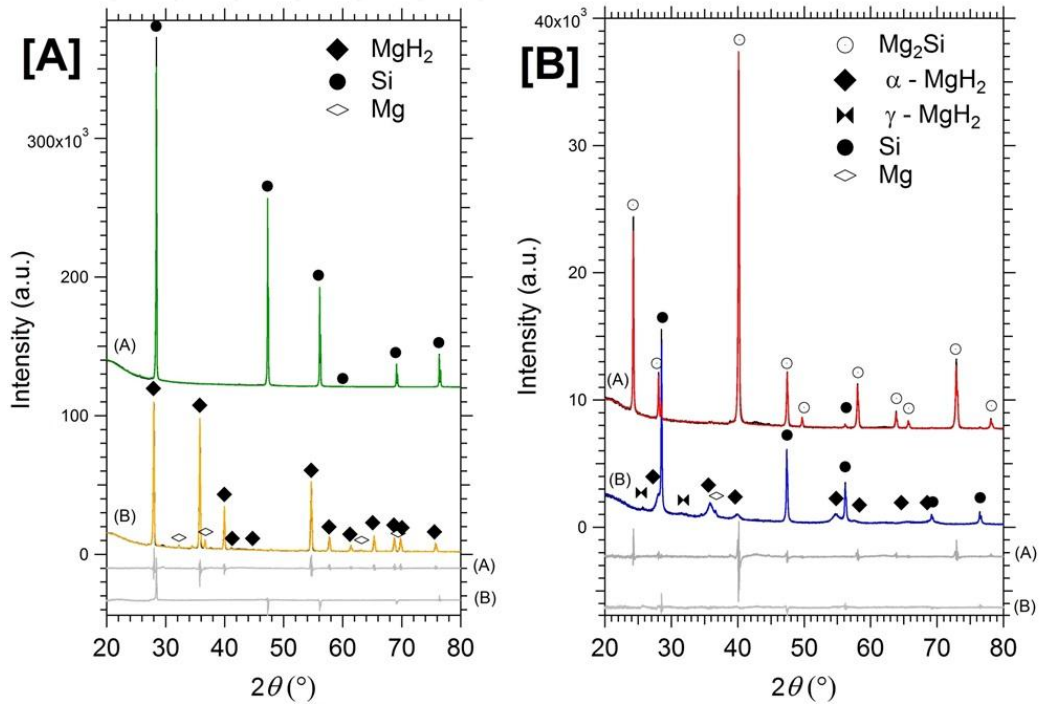 [A]
MgH2
Si
Mg
300x10³
200
100
0
Intensity (a.u.)
(A)
(B)
(A)
(B)
20 30 40 50 60 70 80
2θ (°)
[B]
Mg2Si
α - MgH2
γ - MgH2
Si
Mg
40x10³
30
20
10
0
Intensity (a.u.)
(A)
(B)
(A)
(B)
20 30 40 50 60 70 80
2θ (°)